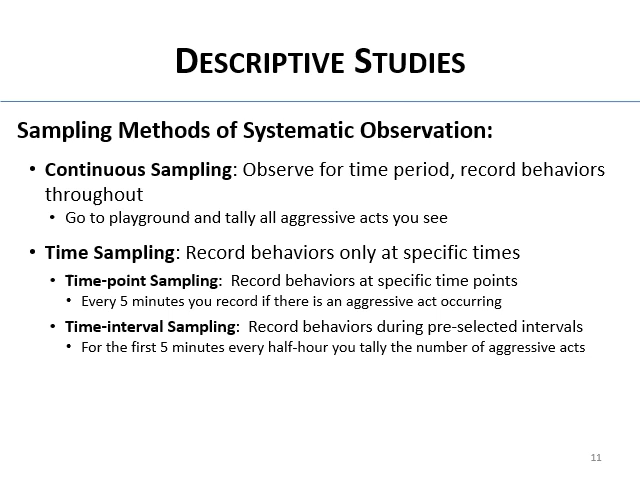 DESCRIPTIVE STUDIES
Sampling Methods of Systematic Observation:
• Continuous Sampling: Observe for time period, record behaviors
throughout
• Go to playground and tally all aggressive acts you see
• Time Sampling: Record behaviors only at specific times
• Time-point Sampling:  Record behaviors at specific time points
• Every 5 minutes you record if there is an aggressive act occurring
• Time-interval Sampling:  Record behaviors during pre-selected intervals
• For the first 5 minutes every half-hour you tally the number of aggressive acts
11